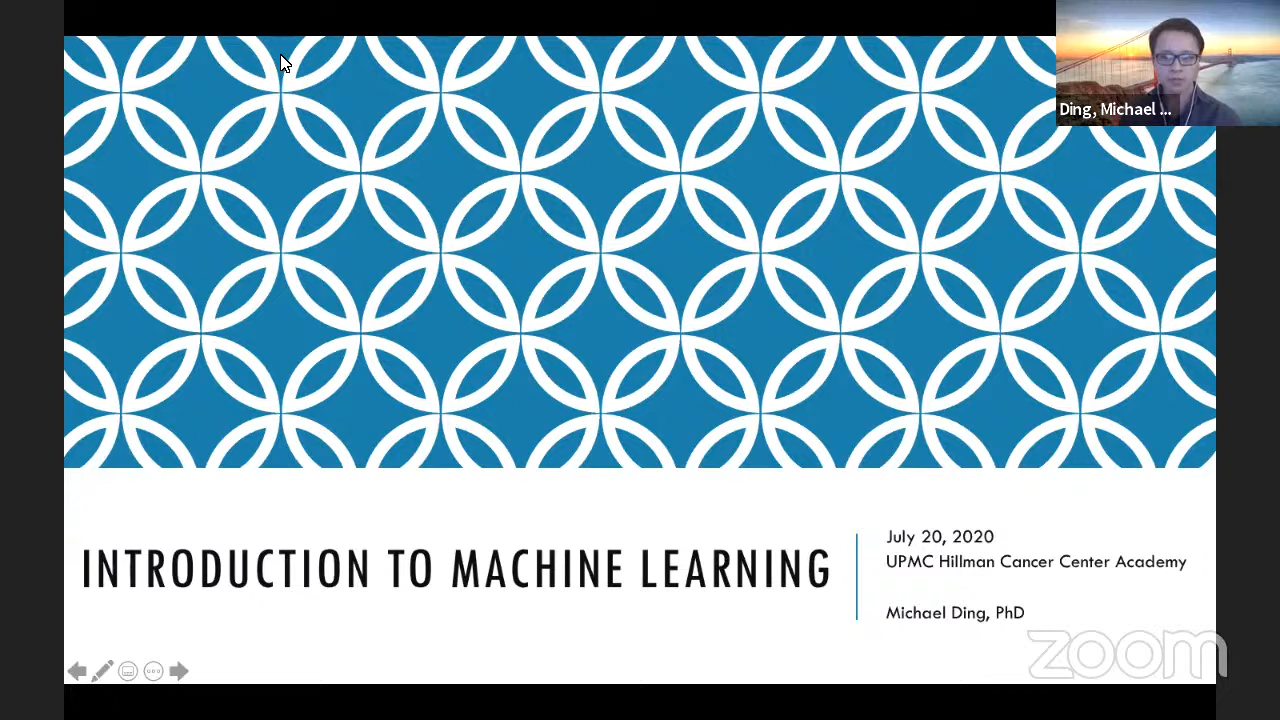 Ding, Michael ...
INTRODUCTION TO MACHINE LEARNING
July 20, 2020
UPMC Hillman Cancer Center Academy
Michael Ding, PhD
zoom